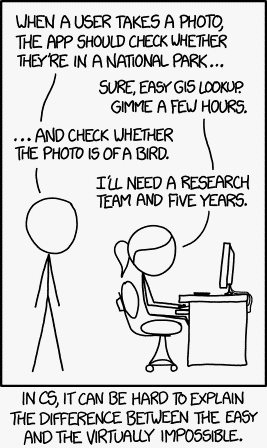 WHEN A USER TAKES A PHOTO,
THE APP SHOULD CHECK WHETHER
THEY'RE IN A NATIONAL PARK...
SURE, EASY GIS LOOKUP.
GIMME A FEW HOURS.
...AND CHECK WHETHER
THE PHOTO IS OF A BIRD.
I'LL NEED A RESEARCH
TEAM AND FIVE YEARS.
IN CS, IT CAN BE HARD TO EXPLAIN
THE DIFFERENCE BETWEEN THE EASY
AND THE VIRTUALLY IMPOSSIBLE.